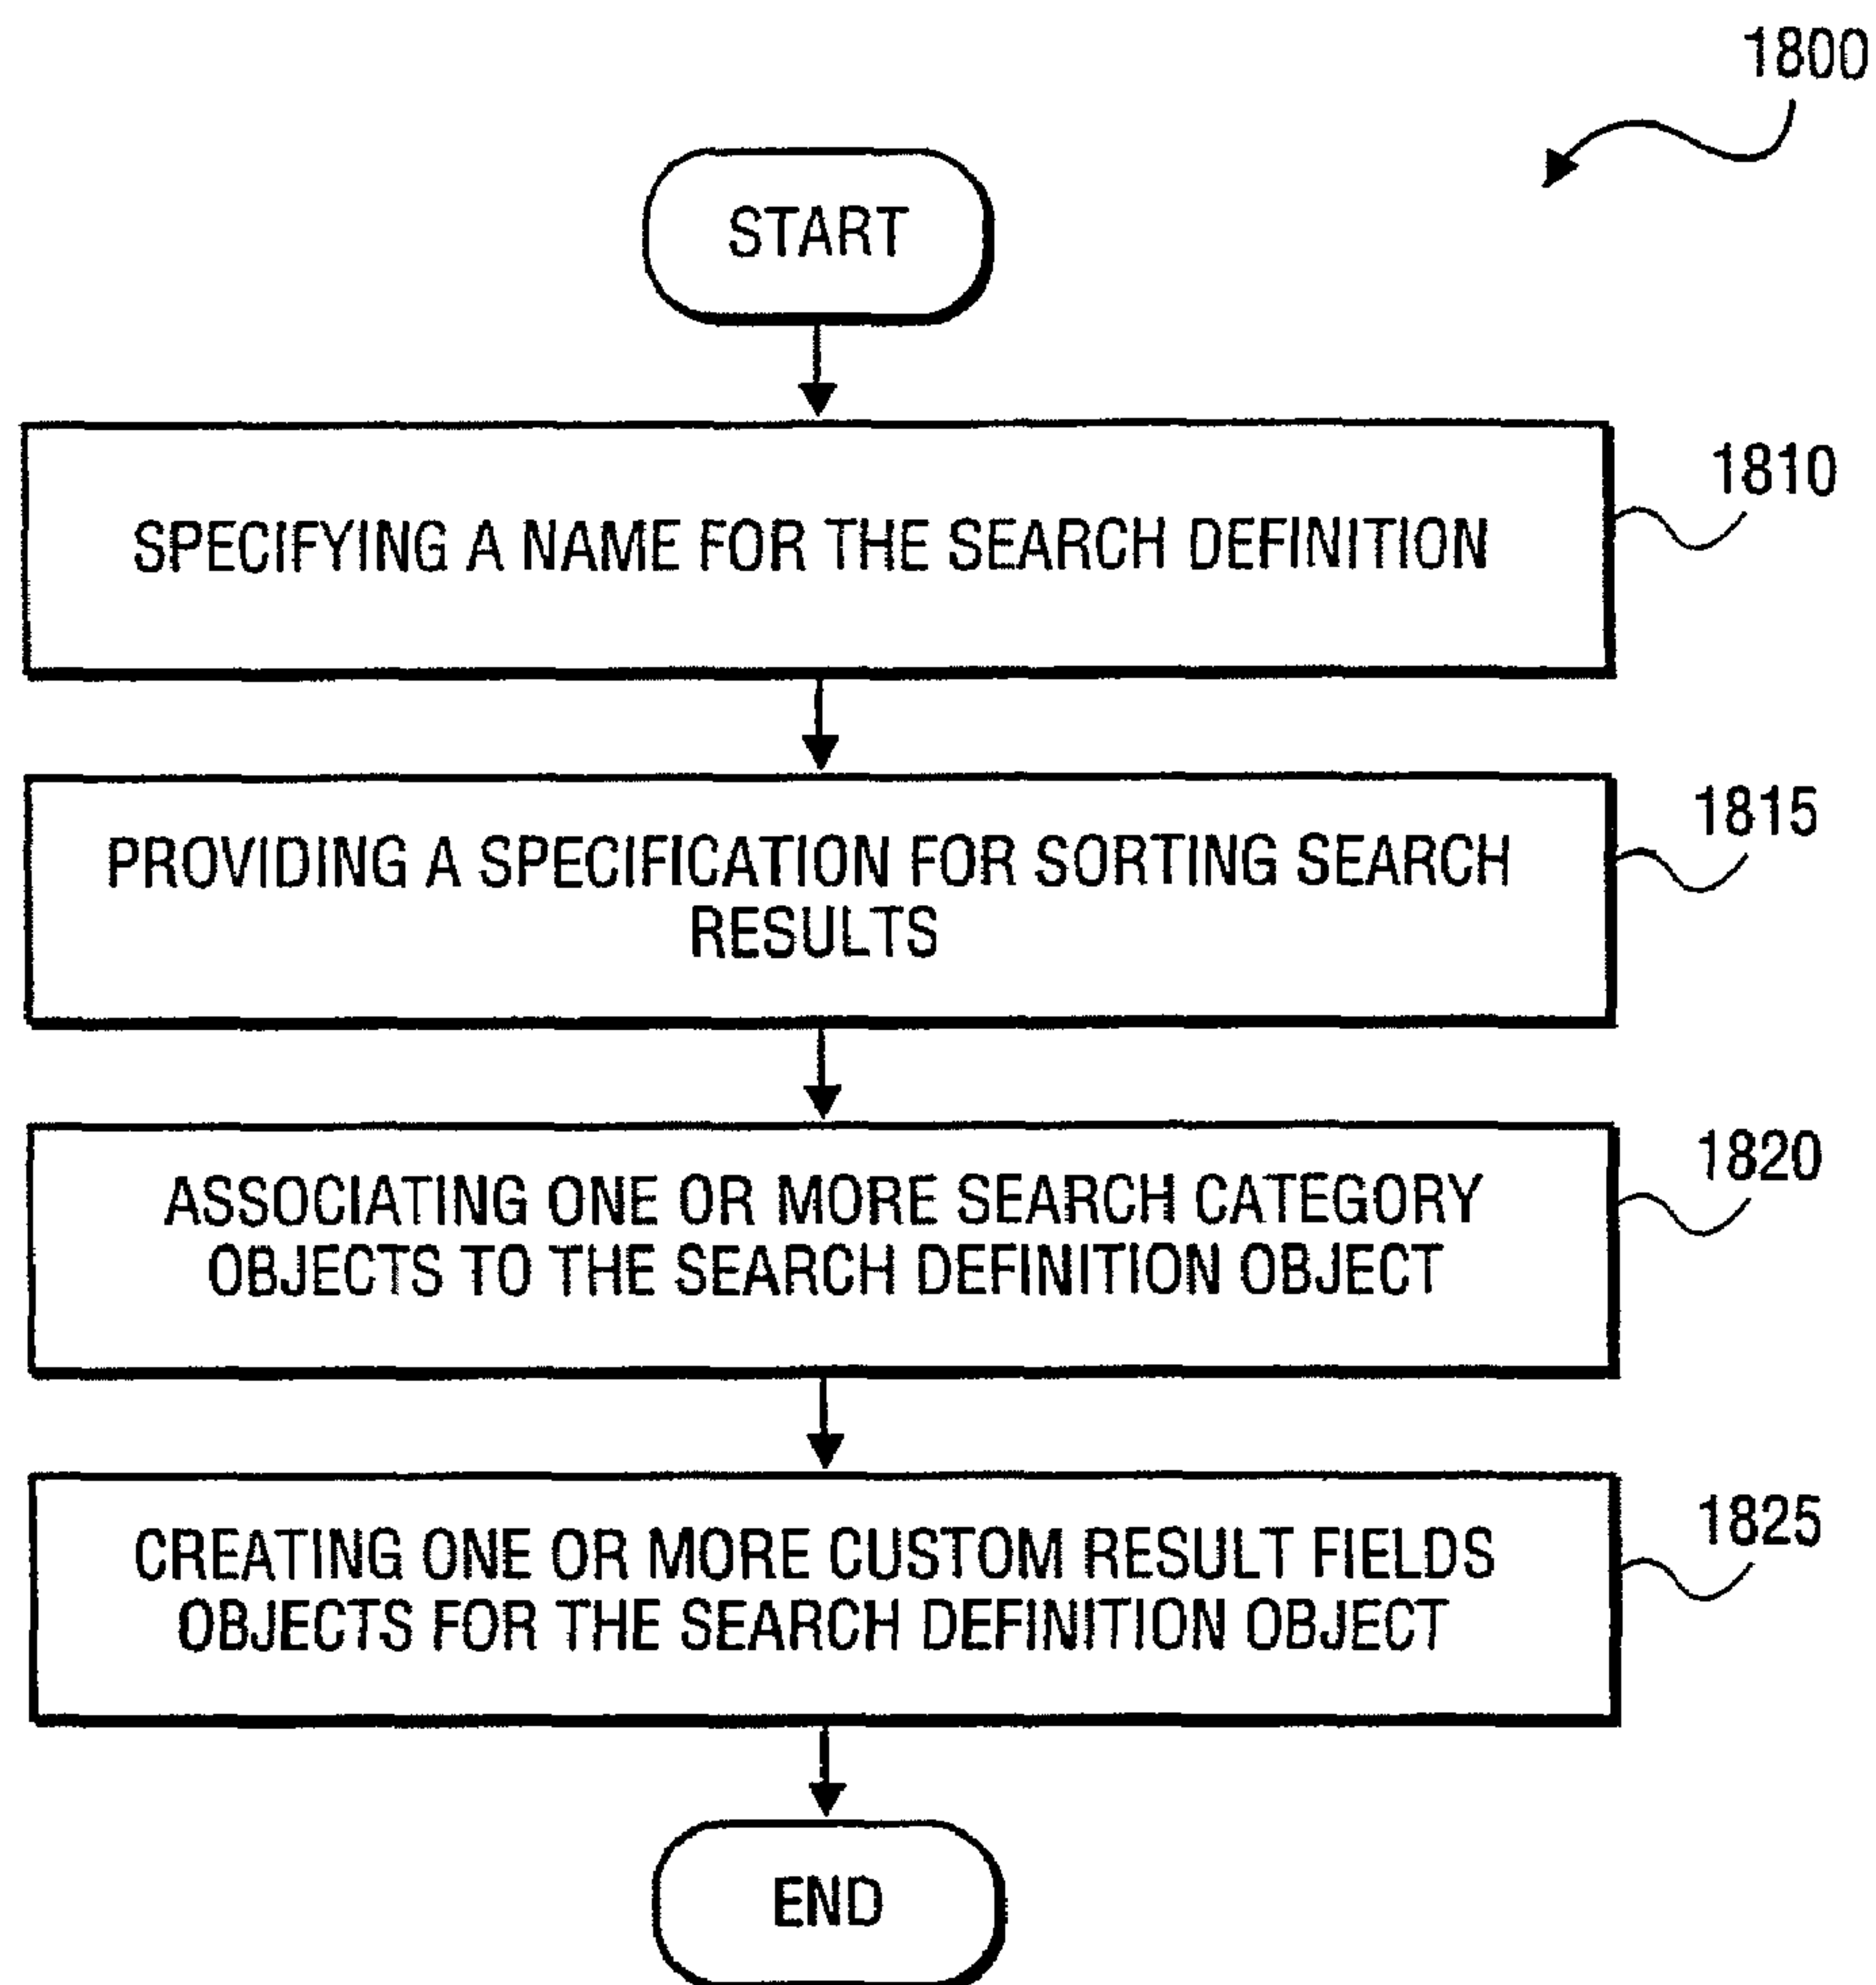 1800
START
SPECIFYING A NAME FOR THE SEARCH DEFINITION
1810
PROVIDING A SPECIFICATION FOR SORTING SEARCH
RESULTS
1815
ASSOCIATING ONE OR MORE SEARCH CATEGORY
OBJECTS TO THE SEARCH DEFINITION OBJECT
1820
CREATING ONE OR MORE CUSTOM RESULT FIELDS
OBJECTS FOR THE SEARCH DEFINITION OBJECT
1825
END